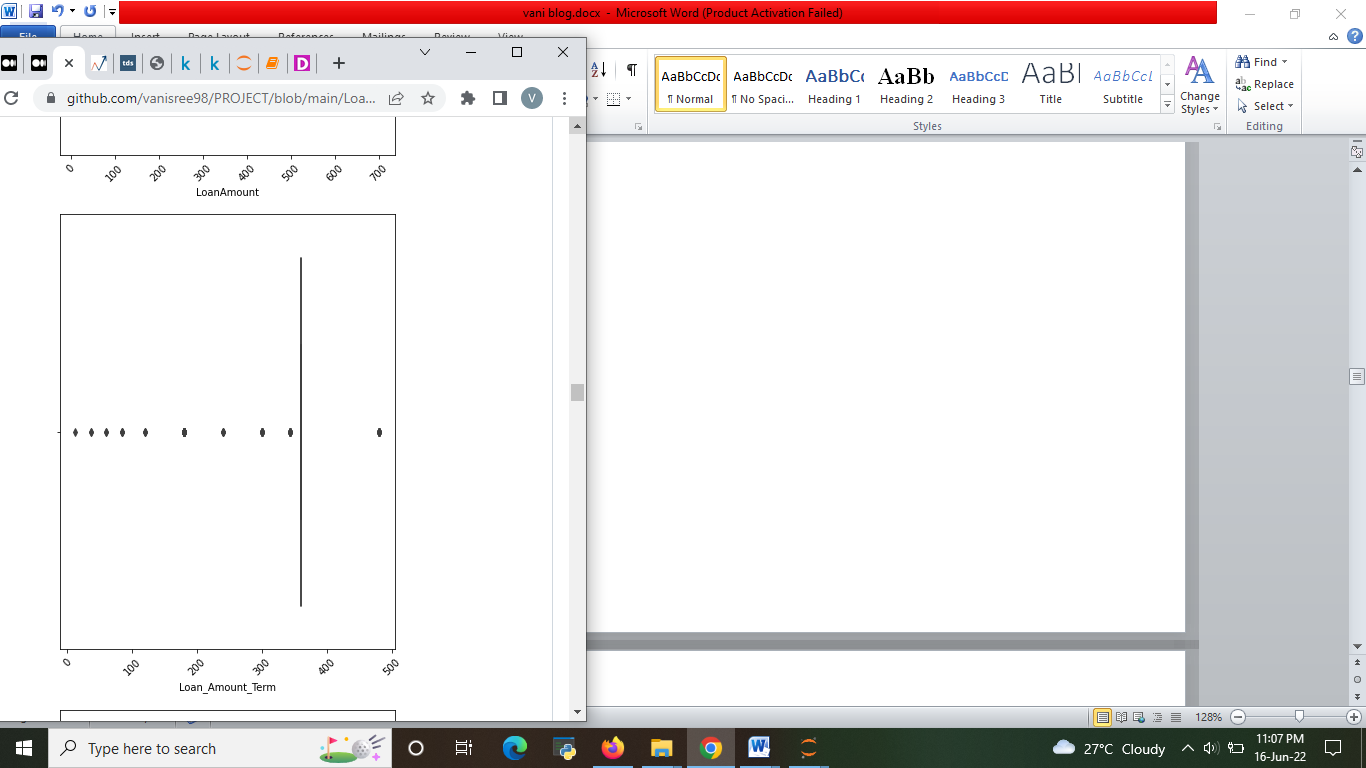 vani blog.docx - Microsoft Word (Product Activation Failed)
File Home Insert Page Layout References Mailings Review View
tds k k D
github.com/vanisree98/PROJECT/blob/main/Loa... V
AaBbCcDc AaBbCcDc AaBbCc AaBb AaBbCcD AaB AaBbCcL
¶ Normal ¶ No Spaci... Heading 1 Heading 2 Heading 3 Title Subtitle
Change
Styles
Find
Replace
Select
Styles Editing
0 100 200 300 400 500 600 700
LoanAmount
0 100 200 300 400 500
Loan_Amount_Term
128%
Type here to search
27°C Cloudy
11:07 PM
16-Jun-22